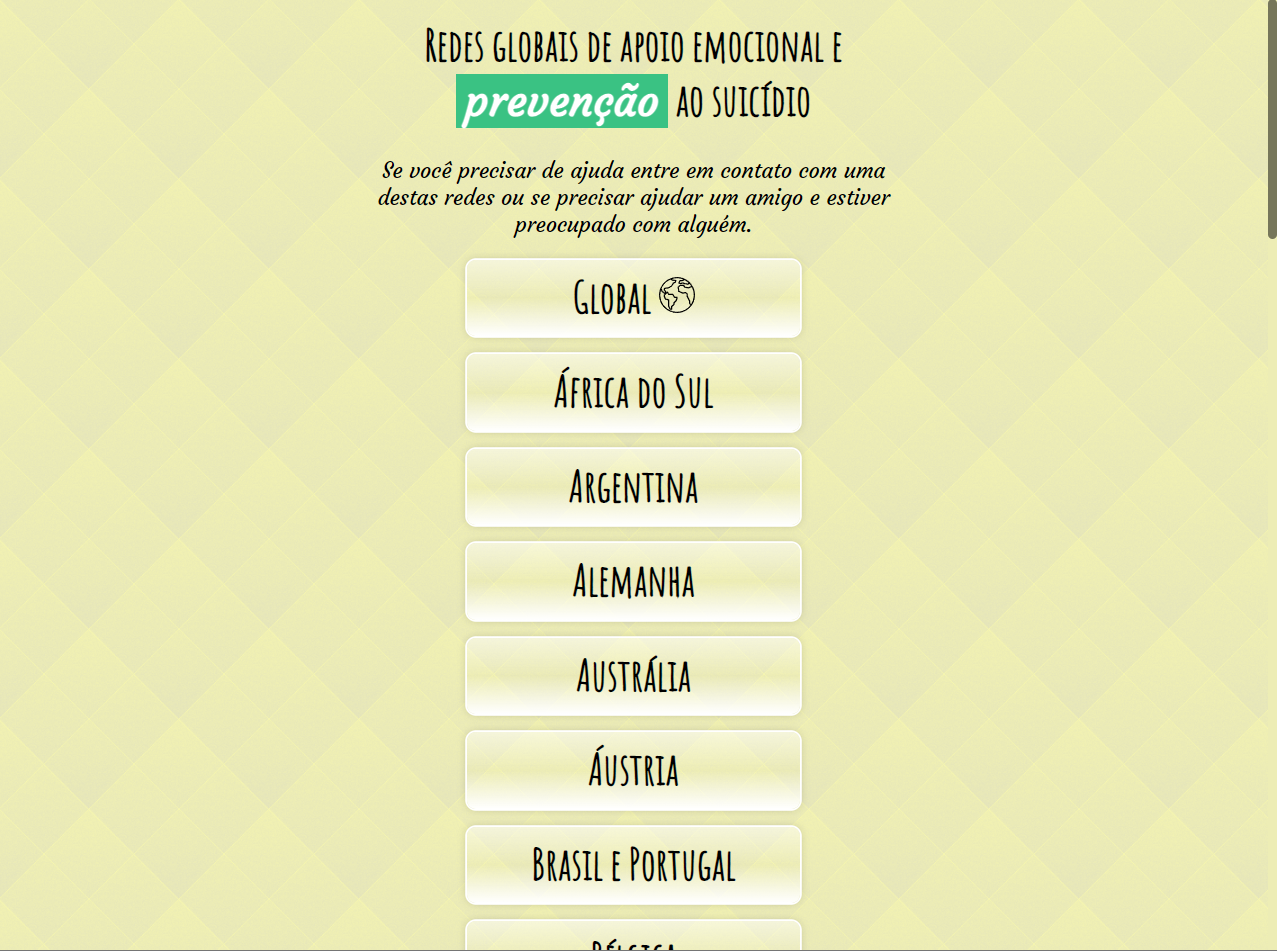 Redes globais de apoio emocional e
prevenção ao suicídio
Se você precisar de ajuda entre em contato com uma
destas redes ou se precisar ajudar um amigo e estiver
preocupado com alguém.
Global
África do Sul
Argentina
Alemanha
Austrália
Áustria
Brasil e Portugal